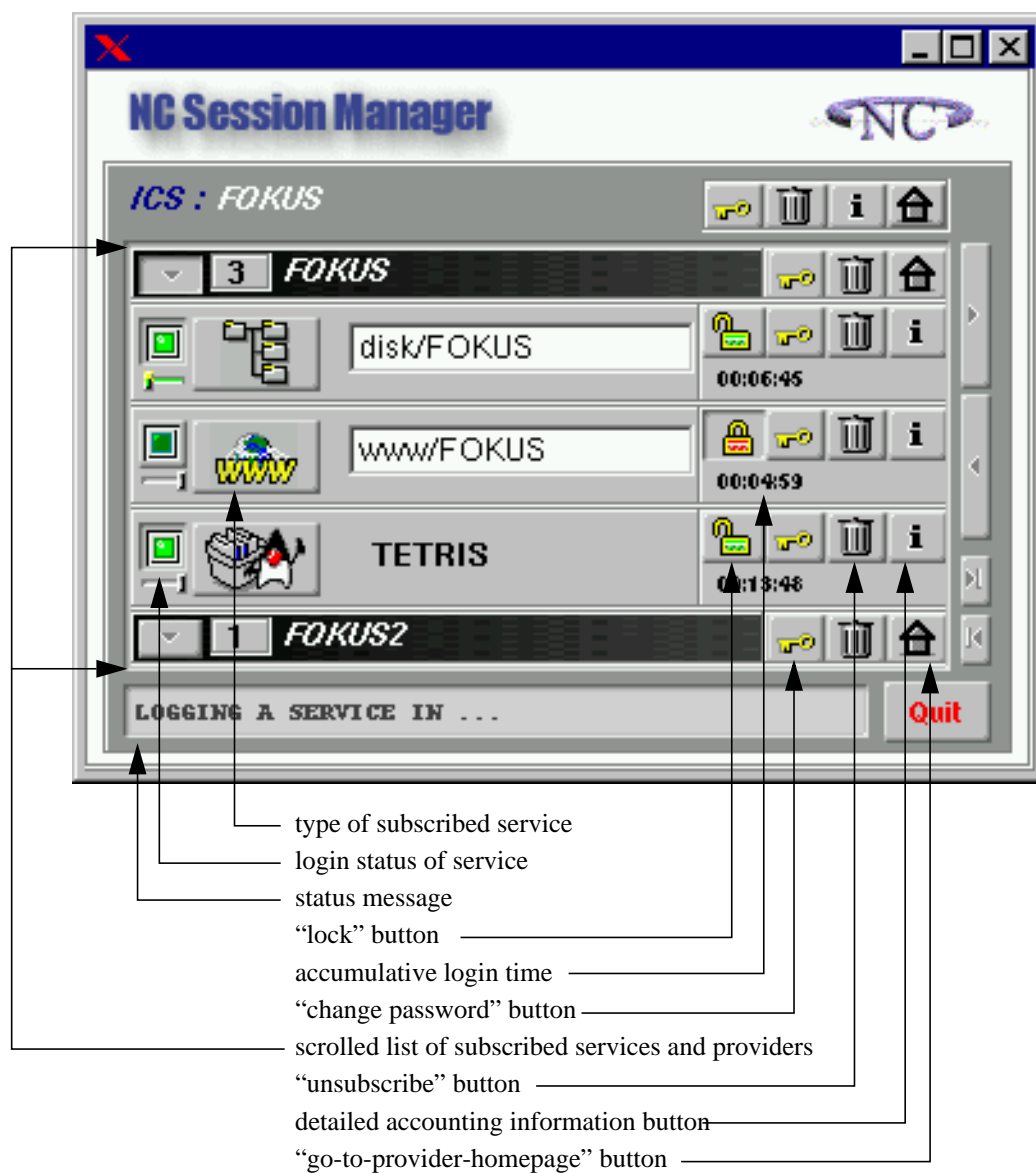 NC Session Manager
NC
ICS : FOKUS
i
3 FOKUS
disk/FOKUS
i
00:06:45
www
www/FOKUS
i
00:04:59
TETRIS
i
00:13:48
1 FOKUS2
LOGGING A SERVICE IN ...
Quit
type of subscribed service
login status of service
status message
“lock” button
accumulative login time
“change password” button
scrolled list of subscribed services and providers
“unsubscribe” button
detailed accounting information button
“go-to-provider-homepage” button